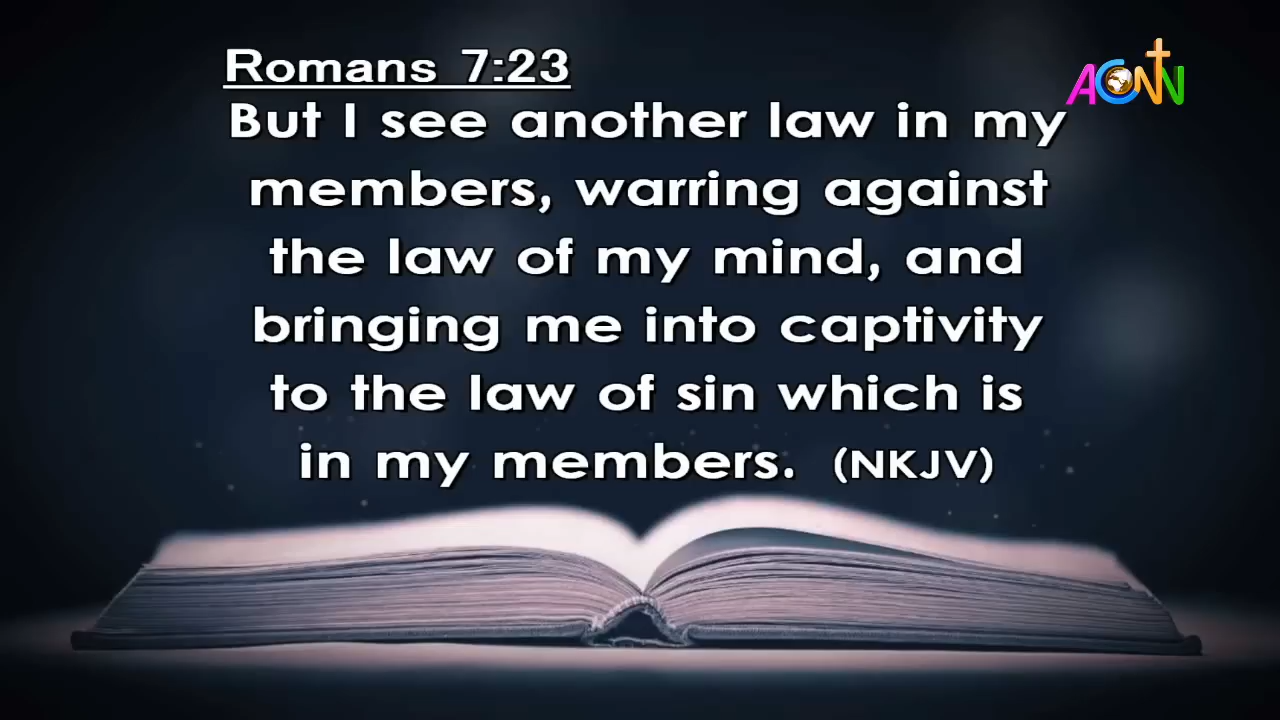 Romans 7:23
ACNN
But I see another law in my
members, warring against
the law of my mind, and
bringing me into captivity
to the law of sin which is
in my members. (NKJV)